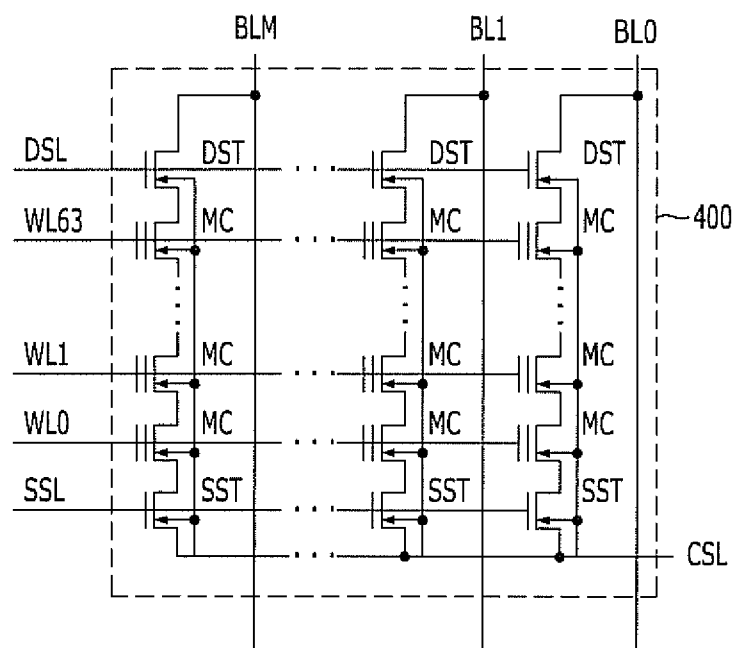 BLM BL1 BL0
DSL DST DST DST
WL63 MC MC MC
400
WL1 MC MC MC
WL0 MC MC MC
SSL SST SST SST
CSL